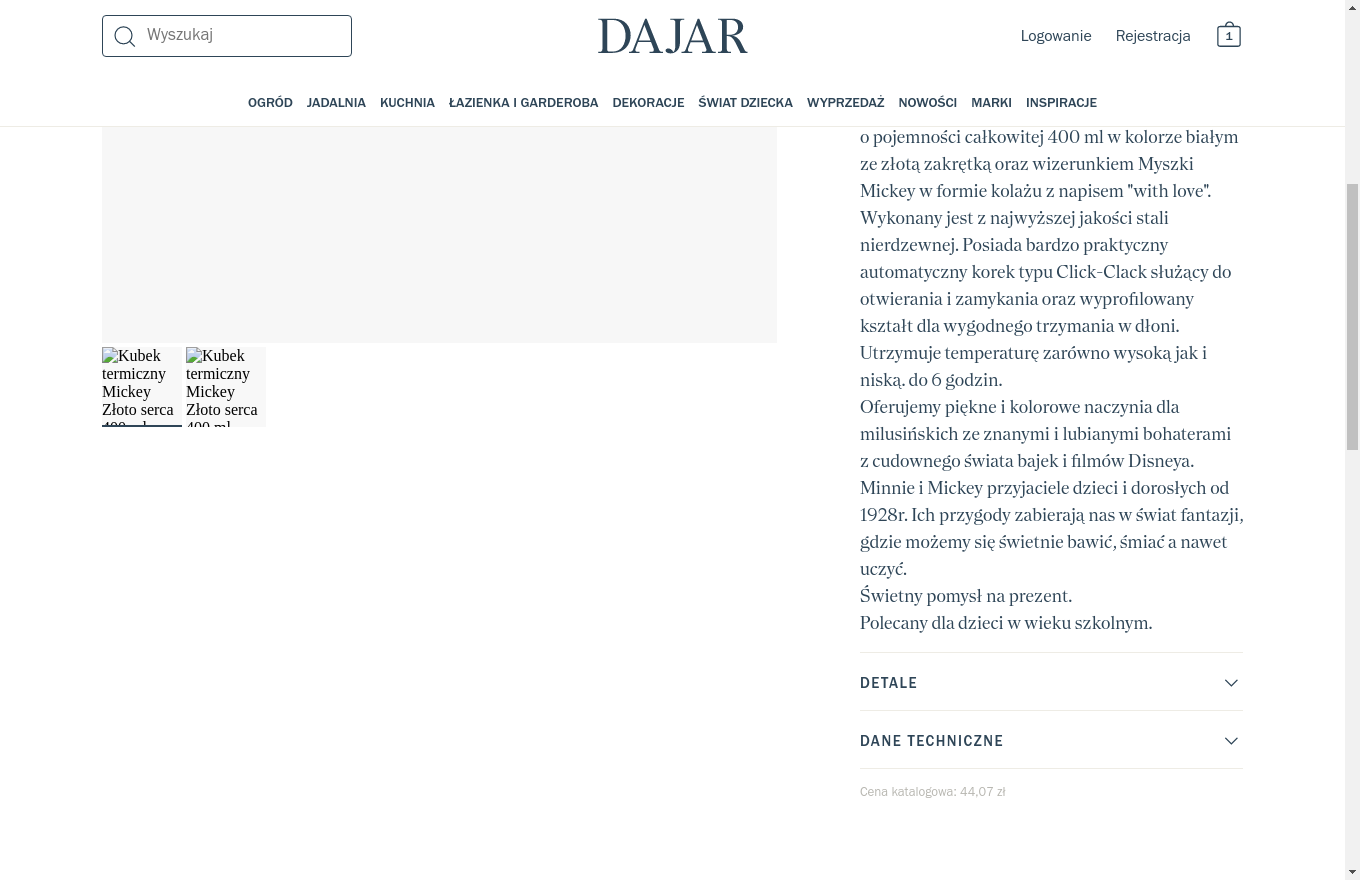 Wyszukaj
DAJAR
Logowanie
Rejestracja
1
OGRÓD JADALNIA KUCHNIA ŁAZIENKA I GARDEROBA DEKORACJE ŚWIAT DZIECKA WYPRZEDAŻ NOWOŚCI MARKI INSPIRACJE
o pojemności całkowitej 400 ml w kolorze białym
ze złotą zakrętką oraz wizerunkiem Myszki
Mickey w formie kolażu z napisem "with love".
Wykonany jest z najwyższej jakości stali
nierdzewnej. Posiada bardzo praktyczny
automatyczny korek typu Click-Clack służący do
otwierania i zamykania oraz wyprofilowany
kształt dla wygodnego trzymania w dłoni.
Utrzymuje temperaturę zarówno wysoką jak i
niską. do 6 godzin.
Oferujemy piękne i kolorowe naczynia dla
milusińskich ze znanymi i lubianymi bohaterami
z cudownego świata bajek i filmów Disneya.
Minnie i Mickey przyjaciele dzieci i dorosłych od
1928r. Ich przygody zabierają nas w świat fantazji,
gdzie możemy się świetnie bawić, śmiać a nawet
uczyć.
Świetny pomysł na prezent.
Polecany dla dzieci w wieku szkolnym.
Kubek
termiczny
Mickey
Złoto serca
400 ml
Kubek
termiczny
Mickey
Złoto serca
400 ml
DETALE
DANE TECHNICZNE
Cena katalogowa: 44,07 zł